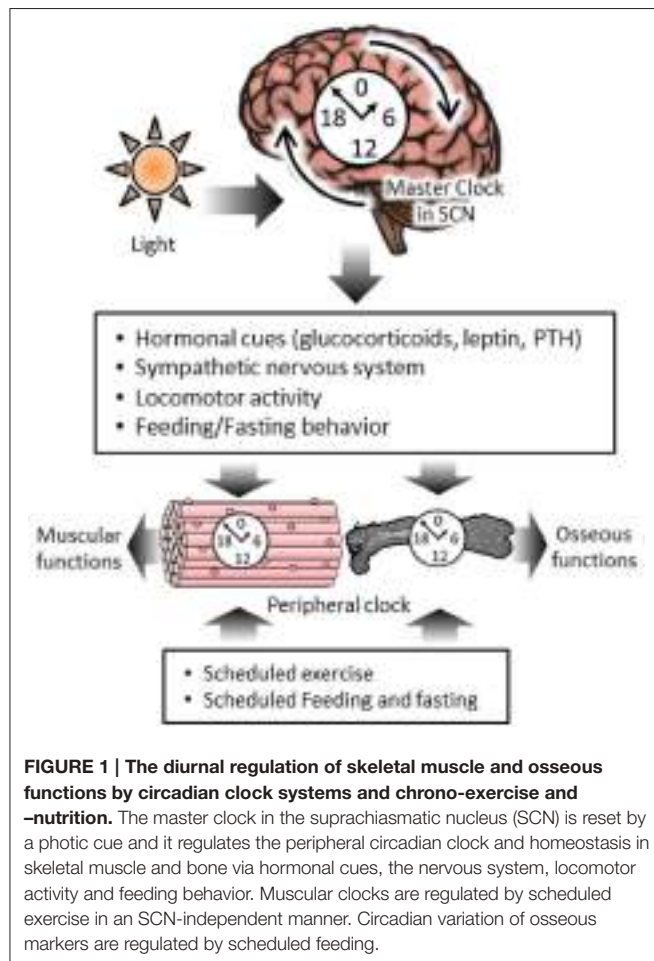 0
18 6
12
Master Clock
in SCN
Light
• Hormonal cues (glucocorticoids, leptin, PTH)
• Sympathetic nervous system
• Locomotor activity
• Feeding/Fasting behavior
Muscular
functions
0
18 6
12
0
18 6
12
Osseous
functions
Peripheral clock
• Scheduled exercise
• Scheduled Feeding and fasting
FIGURE 1 | The diurnal regulation of skeletal muscle and osseous
functions by circadian clock systems and chrono-exercise and
–nutrition. The master clock in the suprachiasmatic nucleus (SCN) is reset by
a photic cue and it regulates the peripheral circadian clock and homeostasis in
skeletal muscle and bone via hormonal cues, the nervous system, locomotor
activity and feeding behavior. Muscular clocks are regulated by scheduled
exercise in an SCN-independent manner. Circadian variation of osseous
markers are regulated by scheduled feeding.